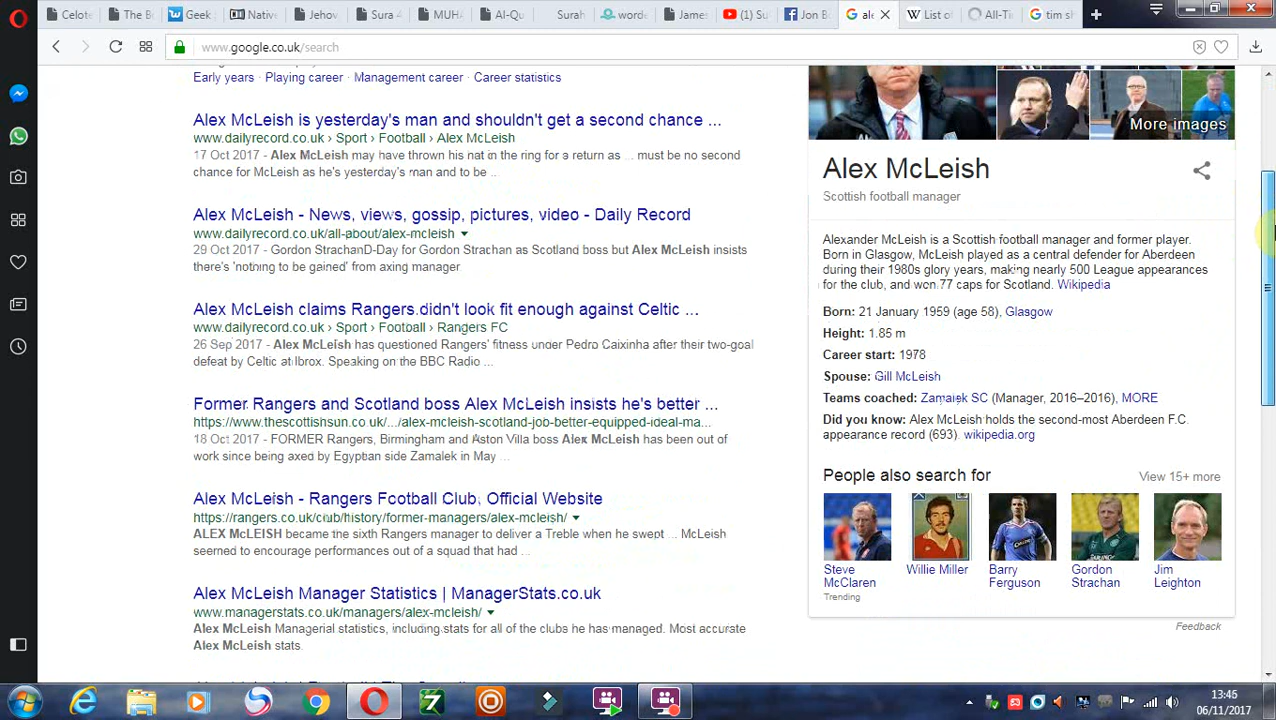 Celot
The B
Geek
Native
Jehov
Sura 4
MUH
Al-Qu
Surah
word
James
(1) Su
Jon B
ale
List o
All-Ti
tim sh
www.google.co.uk/search
Early years · Playing career · Management career · Career statistics
Alex McLeish is yesterday's man and shouldn't get a second chance ...
www.dailyrecord.co.uk › Sport › Football › Alex McLeish
17 Oct 2017 - Alex McLeish may have thrown his hat in the ring for a return as ... must be no second
chance for McLeish as he's yesterday's man and to be ...
Alex McLeish - News, views, gossip, pictures, video - Daily Record
www.dailyrecord.co.uk/all-about/alex-mcleish
29 Oct 2017 - Gordon StrachanD-Day for Gordon Strachan as Scotland boss but Alex McLeish insists
there's 'nothing to be gained' from axing manager.
Alex McLeish claims Rangers didn't look fit enough against Celtic ...
www.dailyrecord.co.uk › Sport › Football › Rangers FC
26 Sep 2017 - Alex McLeish has questioned Rangers' fitness under Pedro Caixinha after their two-goal
defeat by Celtic at Ibrox. Speaking on the BBC Radio ...
Former Rangers and Scotland boss Alex McLeish insists he's better ...
https://www.thescottishsun.co.uk/.../alex-mcleish-scotland-job-better-equipped-ideal-ma...
18 Oct 2017 - FORMER Rangers, Birmingham and Aston Villa boss Alex McLeish has been out of
work since being axed by Egyptian side Zamalek in May ...
Alex McLeish - Rangers Football Club, Official Website
https://rangers.co.uk/club/history/former-managers/alex-mcleish/
ALEX McLEISH became the sixth Rangers manager to deliver a Treble when he swept ... McLeish
seemed to encourage performances out of a squad that had ...
Alex McLeish Manager Statistics | ManagerStats.co.uk
www.managerstats.co.uk/managers/alex-mcleish/
Alex McLeish Managerial statistics, including stats for all of the clubs he has managed. Most accurate
Alex McLeish stats.
More images
Alex McLeish
Scottish football manager
Alexander McLeish is a Scottish football manager and former player.
Born in Glasgow, McLeish played as a central defender for Aberdeen
during their 1980s glory years, making nearly 500 League appearances
for the club, and won 77 caps for Scotland. Wikipedia
Born: 21 January 1959 (age 58), Glasgow
Height: 1.85 m
Career start: 1978
Spouse: Gill McLeish
Teams coached: Zamalek SC (Manager, 2016–2016), MORE
Did you know: Alex McLeish holds the second-most Aberdeen F.C.
appearance record (693). wikipedia.org
People also search for
View 15+ more
Steve
McClaren
Trending
Willie Miller
Barry
Ferguson
Gordon
Strachan
Jim
Leighton
Feedback
13:45
06/11/2017